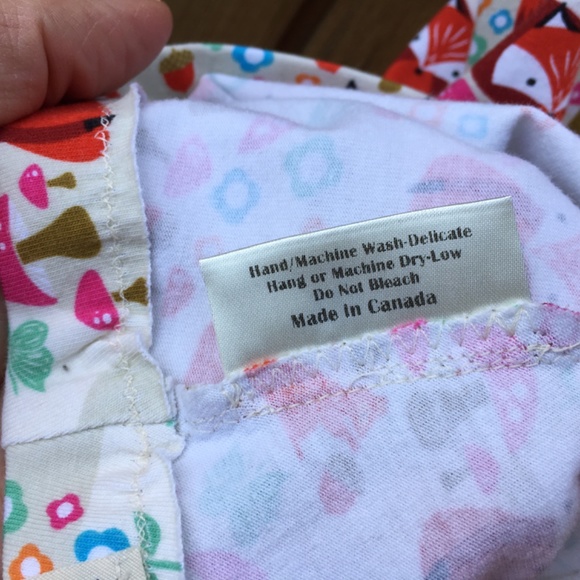 Hand/Machine Wash-Delicate
Hang or Machine Dry-Low
Do Not Bleach
Made in Canada